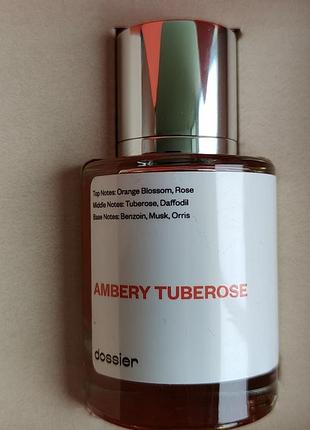 Top Notes: Orange Blossom, Rose
Middle Notes: Tuberose, Daffodil
Base Notes: Benzoin, Musk, Orris
AMBERY TUBEROSE
dossier